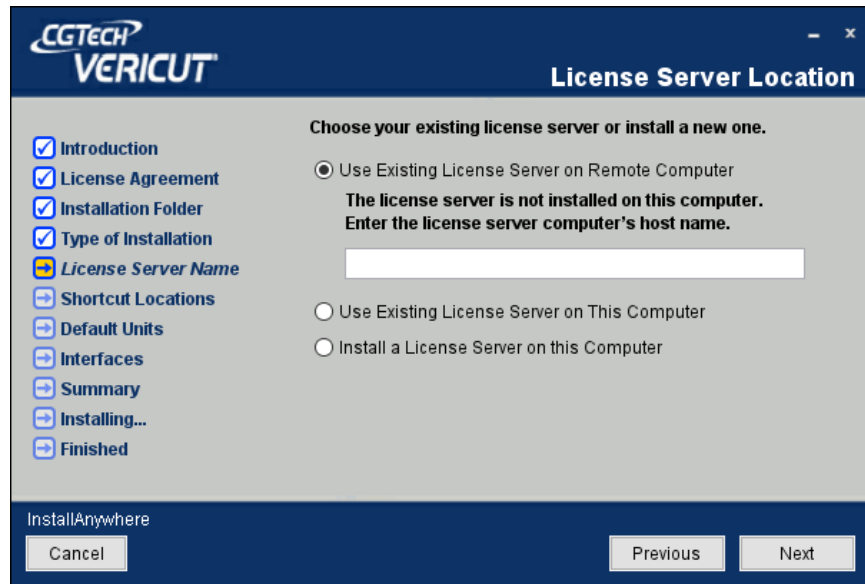 CGTECH
VERICUT
License Server Location
Introduction
License Agreement
Installation Folder
Type of Installation
License Server Name
Shortcut Locations
Default Units
Interfaces
Summary
Installing...
Finished
Choose your existing license server or install a new one.
Use Existing License Server on Remote Computer
The license server is not installed on this computer.
Enter the license server computer's host name.
Use Existing License Server on This Computer
Install a License Server on this Computer
InstallAnywhere
Cancel
Previous
Next